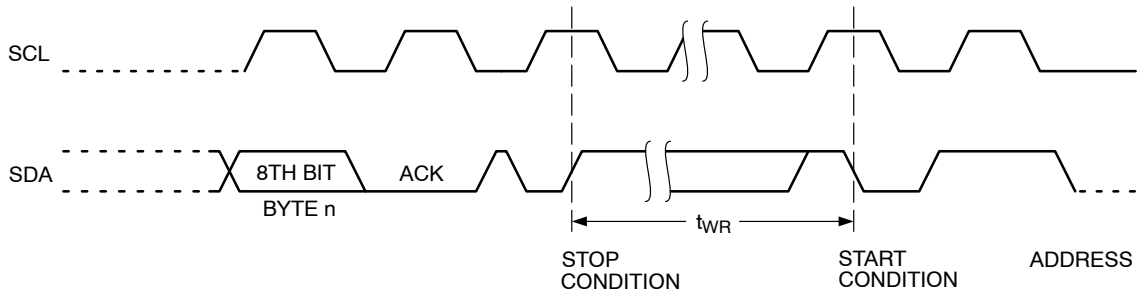 SCL
SDA
8TH BIT
ACK
BYTE n
tWR
STOP
CONDITION
START
CONDITION
ADDRESS